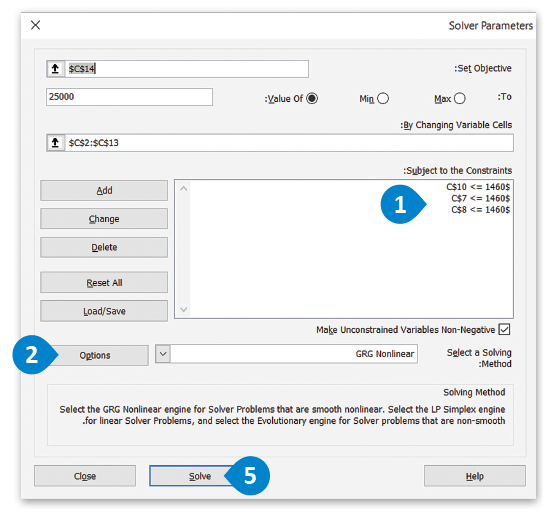 Solver Parameters
:Set Objective
$C$14
:To
Max
Min
:Value Of
25000
:By Changing Variable Cells
$C$2:$C$13
:Subject to the Constraints
C$10 <= 1460$
C$7 <= 1460$
C$8 <= 1460$
1
Add
Change
Delete
Reset All
Load/Save
Make Unconstrained Variables Non-Negative
Select a Solving
:Method
GRG Nonlinear
Options
2
Solving Method
Select the GRG Nonlinear engine for Solver Problems that are smooth nonlinear. Select the LP Simplex engine
.for linear Solver Problems, and select the Evolutionary engine for Solver problems that are non-smooth
Help
Solve
5
Close